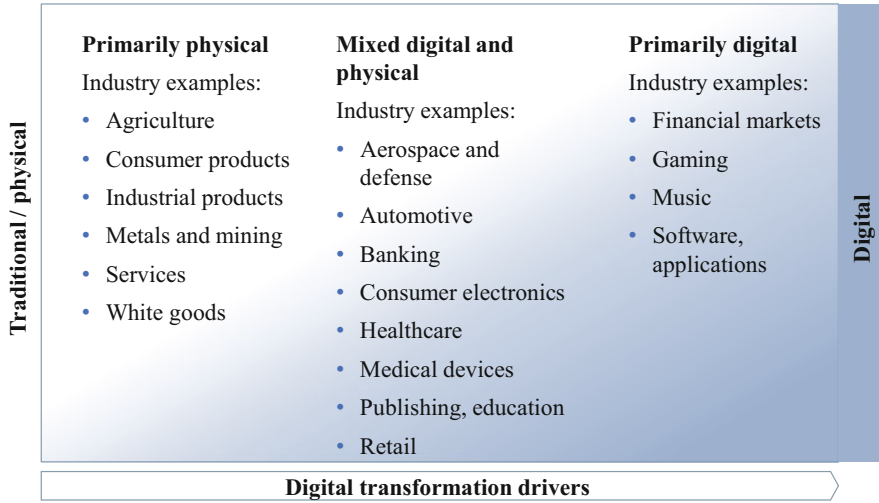 Traditional / physical
Primarily physical
Industry examples:
• Agriculture
• Consumer products
• Industrial products
• Metals and mining
• Services
• White goods
Mixed digital and
physical
Industry examples:
• Aerospace and
defense
• Automotive
• Banking
• Consumer electronics
• Healthcare
• Medical devices
• Publishing, education
• Retail
Primarily digital
Industry examples:
• Financial markets
• Gaming
• Music
• Software,
applications
Digital
Digital transformation drivers